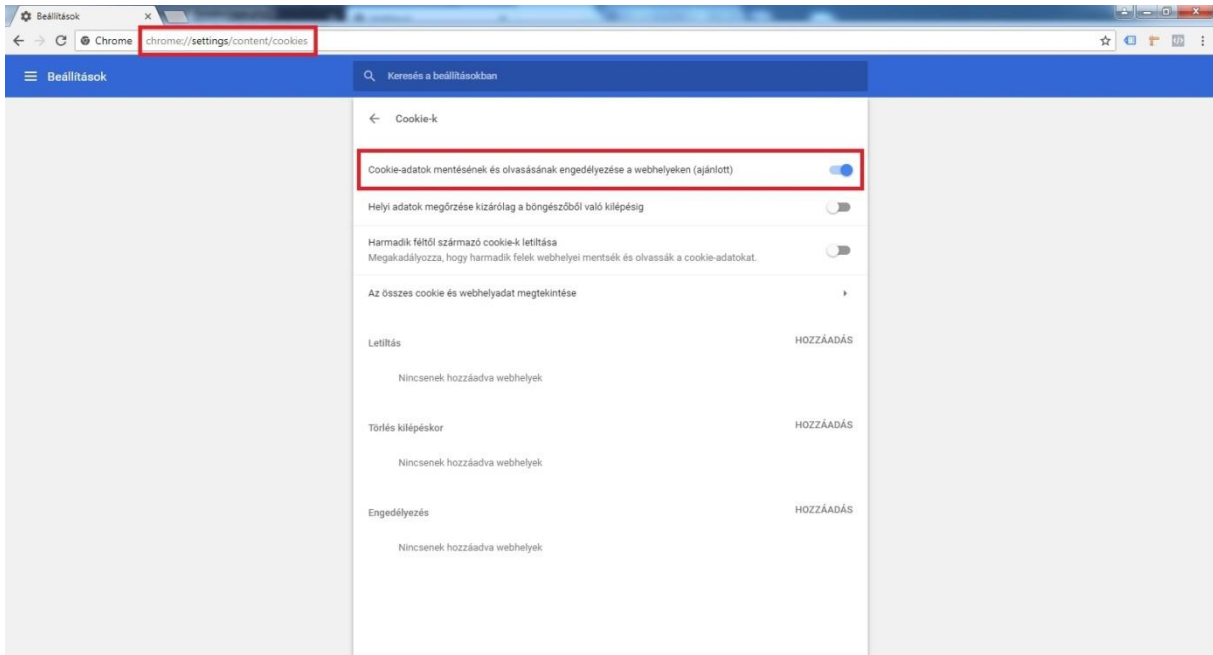 Beállítások
Chrome chrome://settings/content/cookies
Beállítások
Keresés a beállításokban
Cookie-k
Cookie-adatok mentésének és olvasásának engedélyezése a webhelyeken (ajánlott)
Helyi adatok megőrzése kizárólag a böngészőből való kilépésig
Harmadik féltől származó cookie-k letiltása
Megakadályozza, hogy harmadik felek webhelyei mentsék és olvassák a cookie-adatokat.
Az összes cookie és webhelyadat megtekintése
Letiltás HOZZÁADÁS
Nincsenek hozzáadva webhelyek
Törlés kilépéskor HOZZÁADÁS
Nincsenek hozzáadva webhelyek
Engedélyezés HOZZÁADÁS
Nincsenek hozzáadva webhelyek